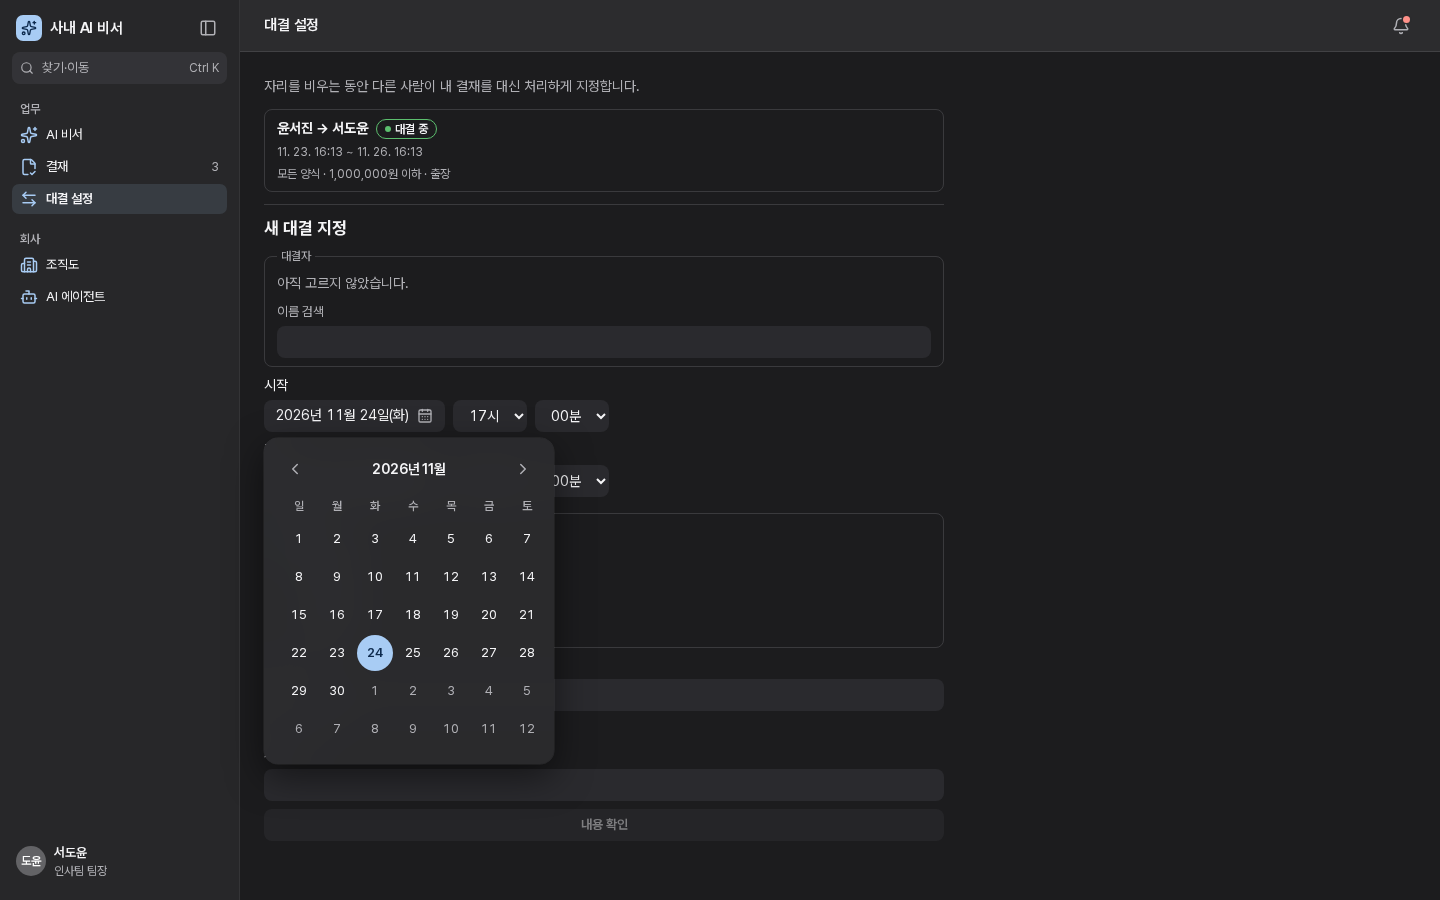 사내 AI 비서
찾기·이동 Ctrl K
업무
AI 비서
결재 3
대결 설정
회사
조직도
AI 에이전트
도윤
서도윤
인사팀 팀장
대결 설정
자리를 비우는 동안 다른 사람이 내 결재를 대신 처리하게 지정합니다.
윤서진 → 서도윤 대결 중
11. 23. 16:13 ~ 11. 26. 16:13
모든 양식 · 1,000,000원 이하 · 출장
새 대결 지정
대결자
아직 고르지 않았습니다.
이름 검색
시작
2026년 11월 24일(화) 17시 00분
00분
2026년 11월
일 월 화 수 목 금 토
1 2 3 4 5 6 7
8 9 10 11 12 13 14
15 16 17 18 19 20 21
22 23 24 25 26 27 28
29 30 1 2 3 4 5
6 7 8 9 10 11 12
내용 확인